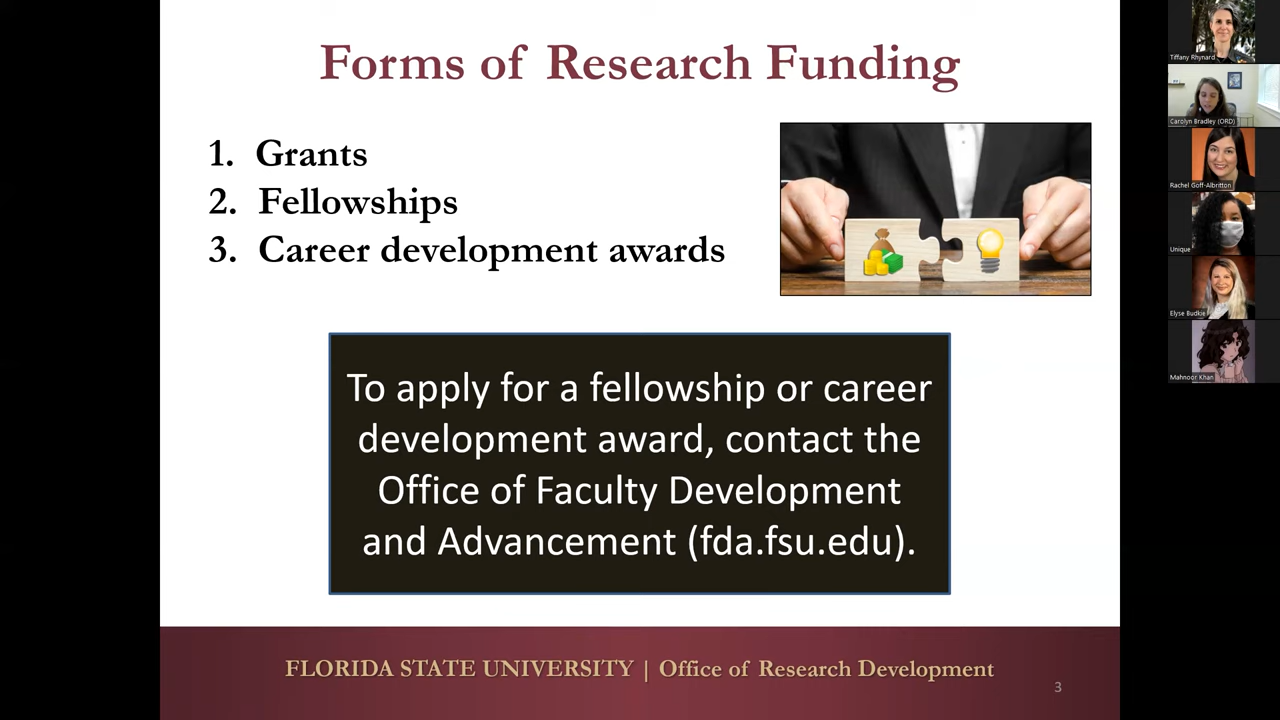 Forms of Research Funding
1. Grants
2. Fellowships
3. Career development awards
To apply for a fellowship or career
development award, contact the
Office of Faculty Development
and Advancement (fda.fsu.edu).
FLORIDA STATE UNIVERSITY | Office of Research Development
3
Tiffany Rhynard
Carolyn Bradley (ORD)
Rachel Goff-Albritton
Unique
Elyse Budkie
Mahnoor Khan